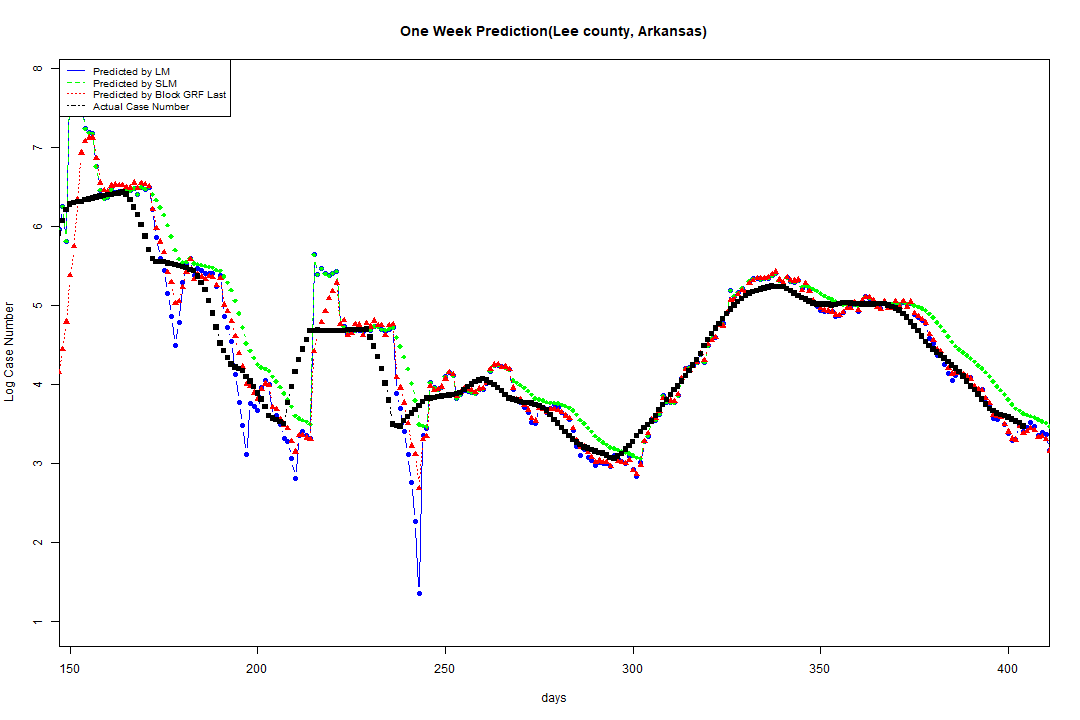 One Week Prediction(Lee county, Arkansas)
Predicted by LM
Predicted by SLM
Predicted by Block GRF Last
Actual Case Number
8
7
6
5
4
3
2
1
Log Case Number
150 200 250 300 350 400
days